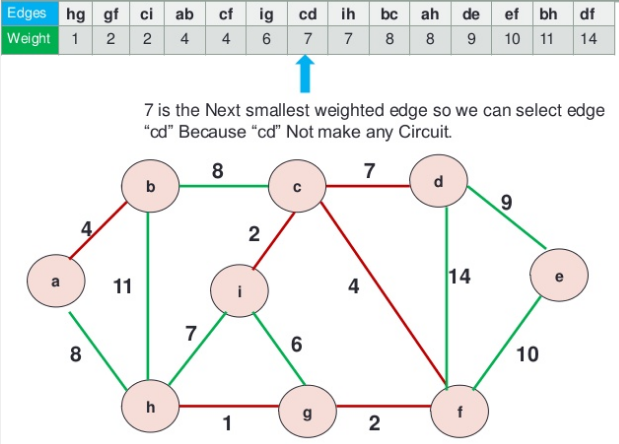 Edges hg gf ci ab cf ig cd ih bc ah de ef bh df
Weight 1 2 2 4 4 6 7 7 8 8 9 10 11 14
7 is the Next smallest weighted edge so we can select edge
“cd” Because “cd” Not make any Circuit.
8 7
b c d
4 9
2
a 11 i 4 14 e
7 6
8 10
h g f
1 2